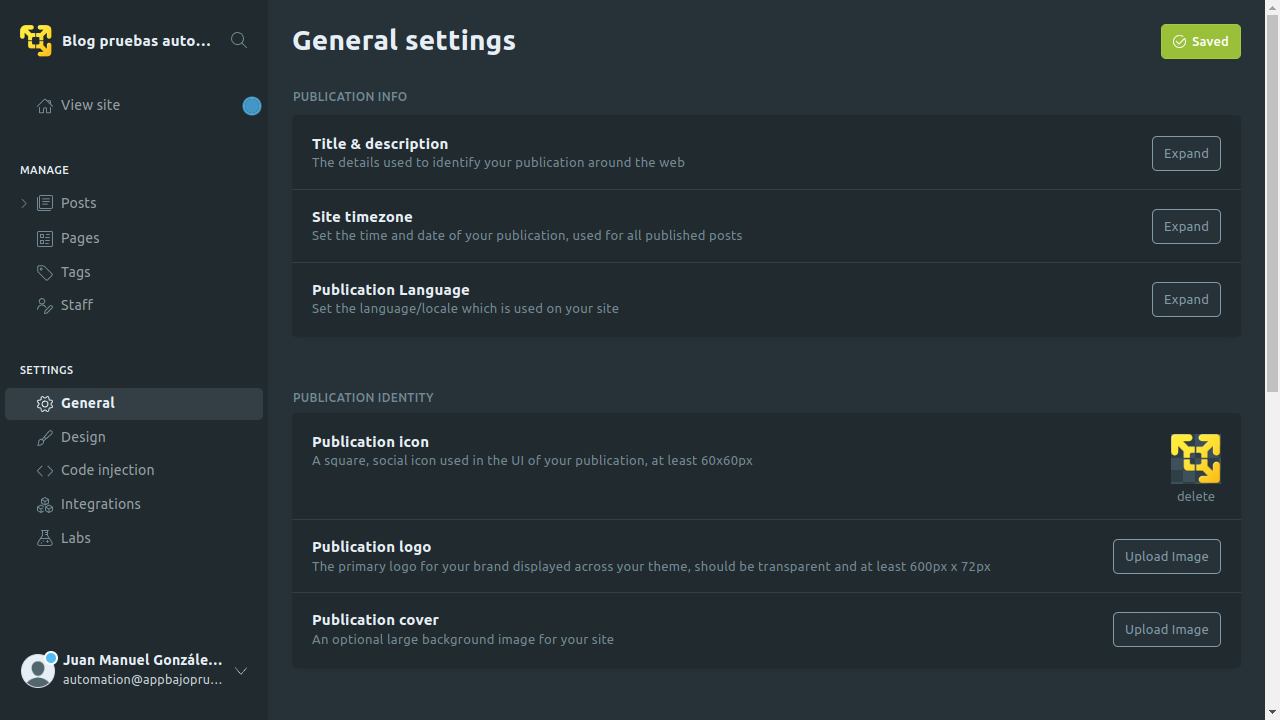 Blog pruebas auto...
View site
MANAGE
Posts
Pages
Tags
Staff
SETTINGS
General
Design
Code injection
Integrations
Labs
Juan Manuel Gonzále...
automation@appbajopru...
General settings
Saved
PUBLICATION INFO
Title & description
The details used to identify your publication around the web
Expand
Site timezone
Set the time and date of your publication, used for all published posts
Expand
Publication Language
Set the language/locale which is used on your site
Expand
PUBLICATION IDENTITY
Publication icon
A square, social icon used in the UI of your publication, at least 60x60px
delete
Publication logo
The primary logo for your brand displayed across your theme, should be transparent and at least 600px x 72px
Upload Image
Publication cover
An optional large background image for your site
Upload Image